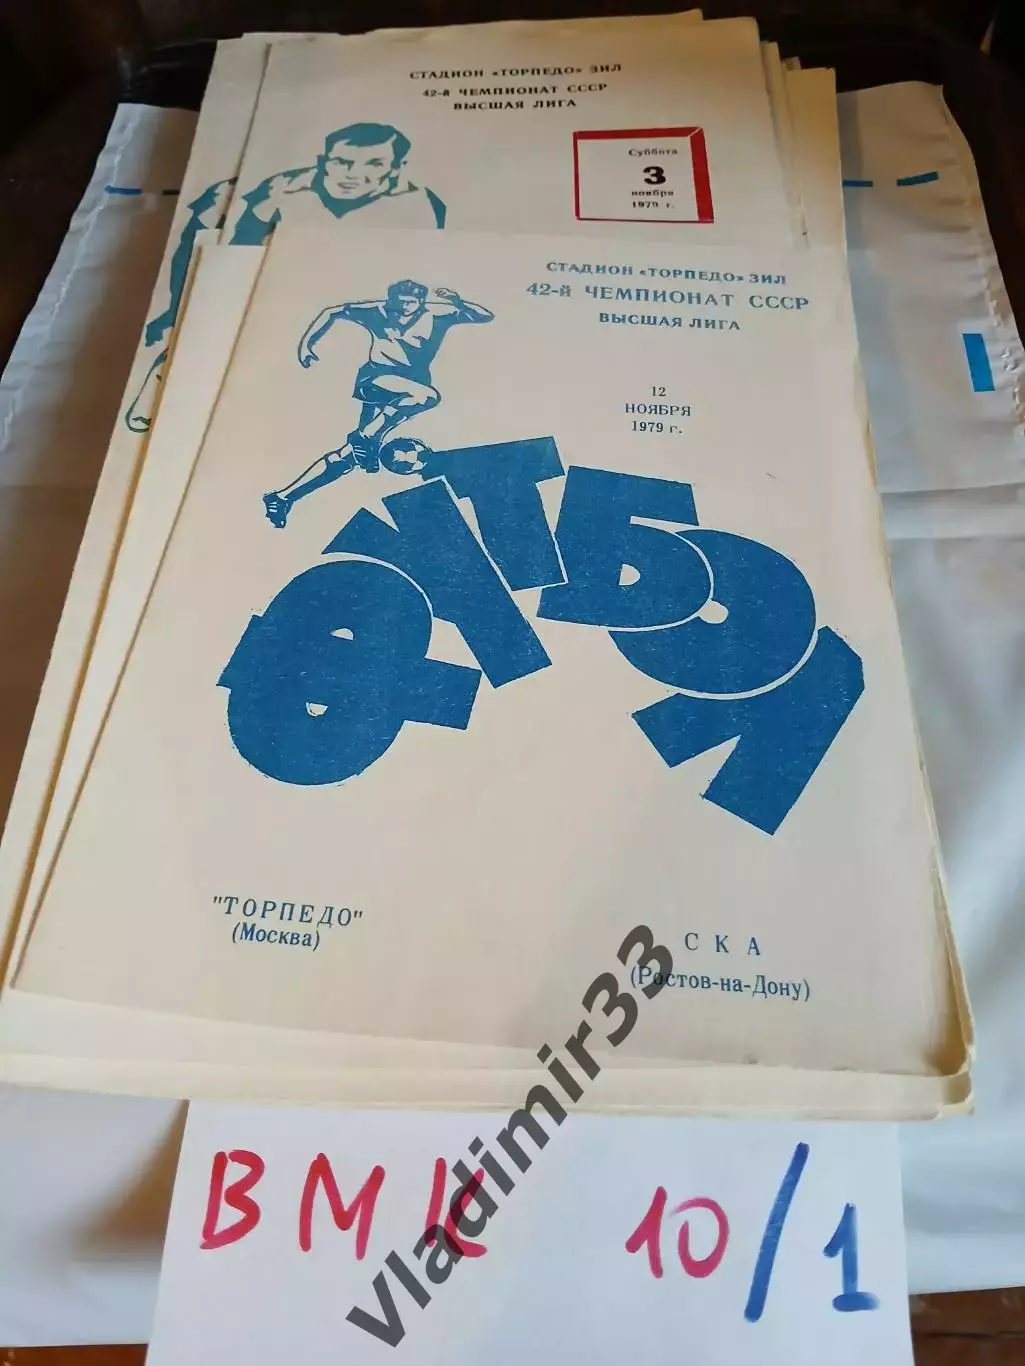 СТАДИОН «ТОРПЕДО» ЗИЛ
42-й ЧЕМПИОНАТ СССР
ВЫСШАЯ ЛИГА
Суббота
3
ноября
1979 г.
СТАДИОН «ТОРПЕДО» ЗИЛ
42-й ЧЕМПИОНАТ СССР
ВЫСШАЯ ЛИГА
12
НОЯБРЯ
1979 г.
ФУТБОЛ
"ТОРПЕДО"
(Москва)
СКА
(Ростов-на-Дону)
Vladimir33
ВМК 10/1